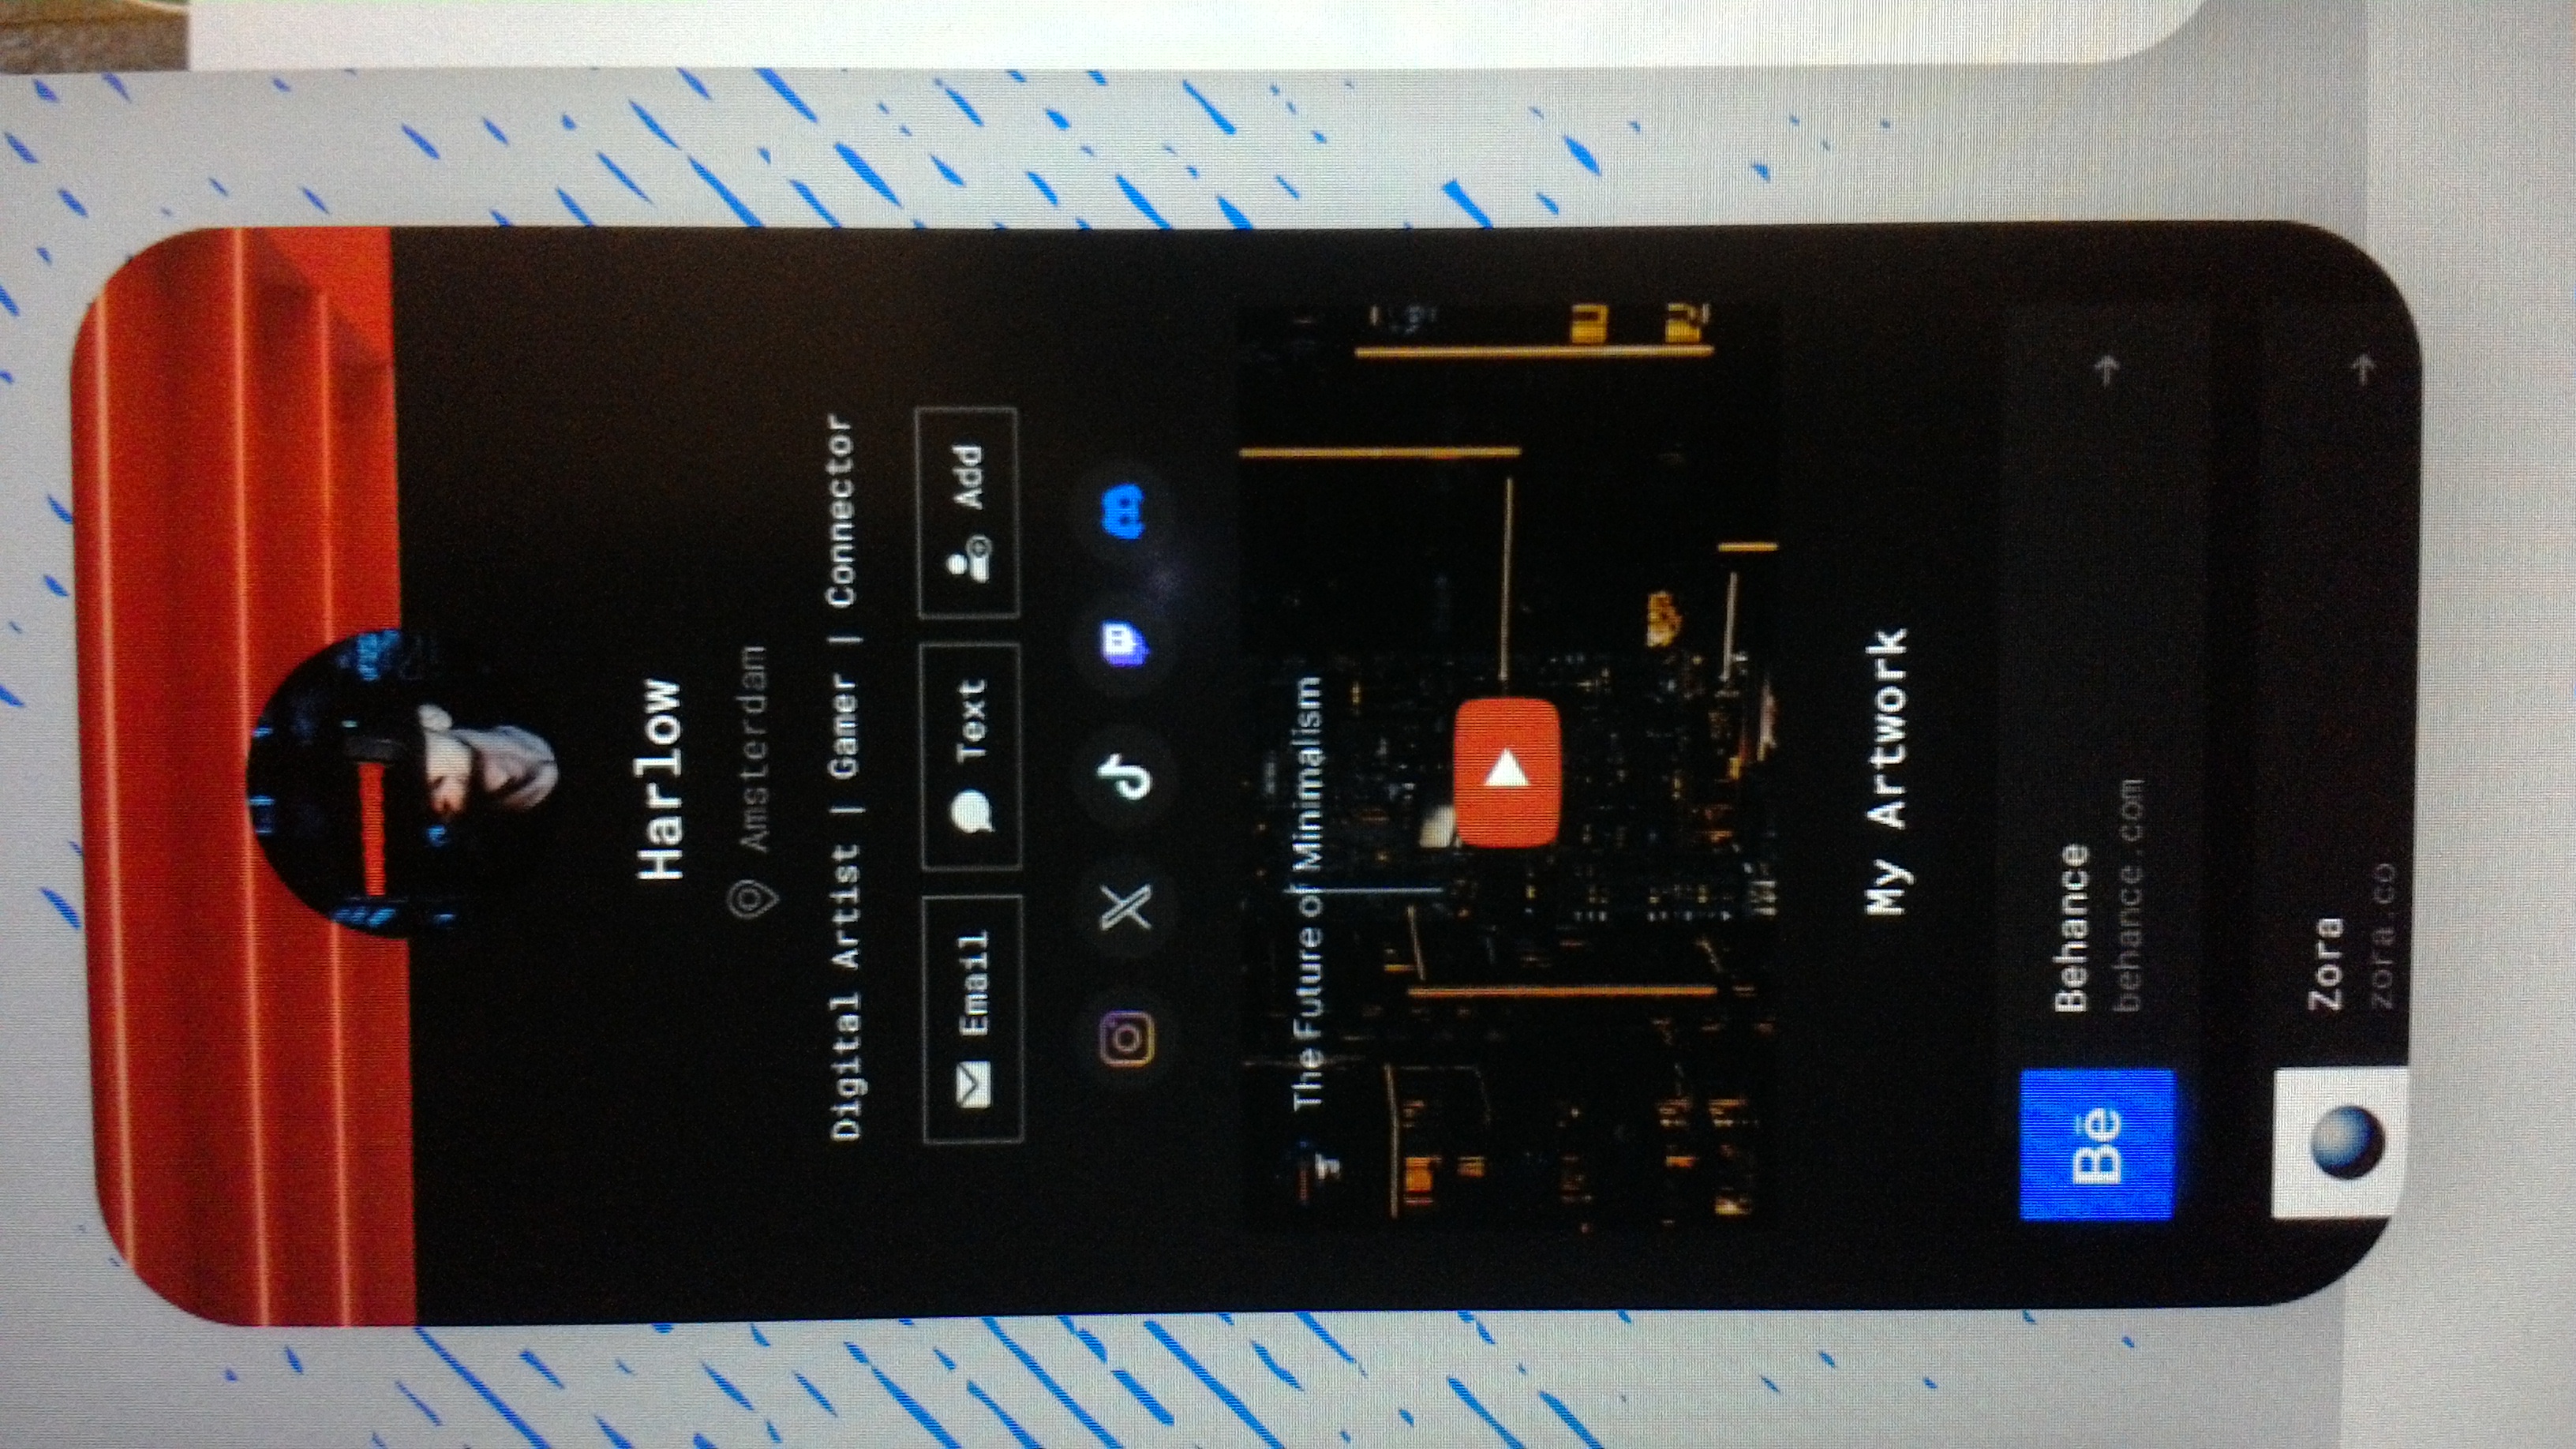 Harlow
Amsterdam
Digital Artist | Gamer | Connector
Email Text Add
The Future of Minimalism
My Artwork
Bē
Behance
behance.com
Zora
zora.co